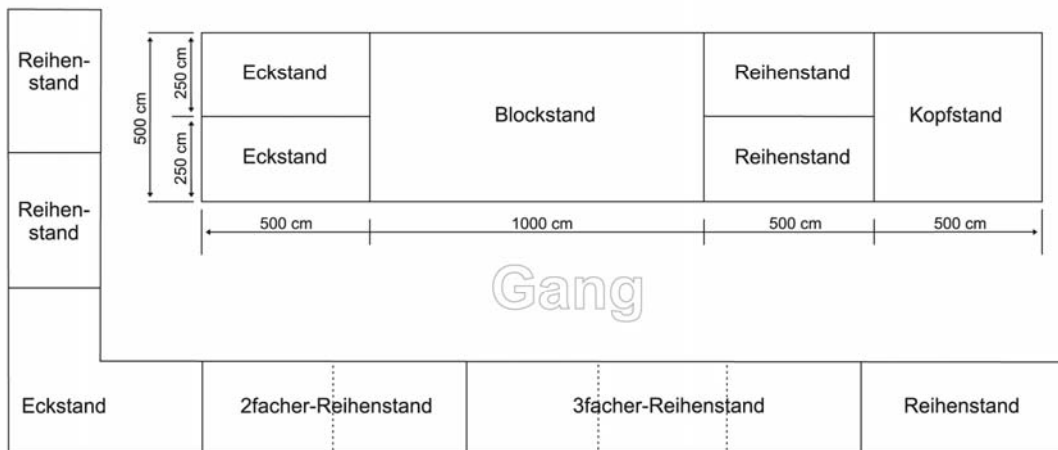 Reihen-
stand
Reihen-
stand
Eckstand
500 cm
250 cm
250 cm
Eckstand
Eckstand
Blockstand
Reihenstand
Reihenstand
Kopfstand
500 cm
1000 cm
500 cm
500 cm
Gang
2facher-Reihenstand
3facher-Reihenstand
Reihenstand